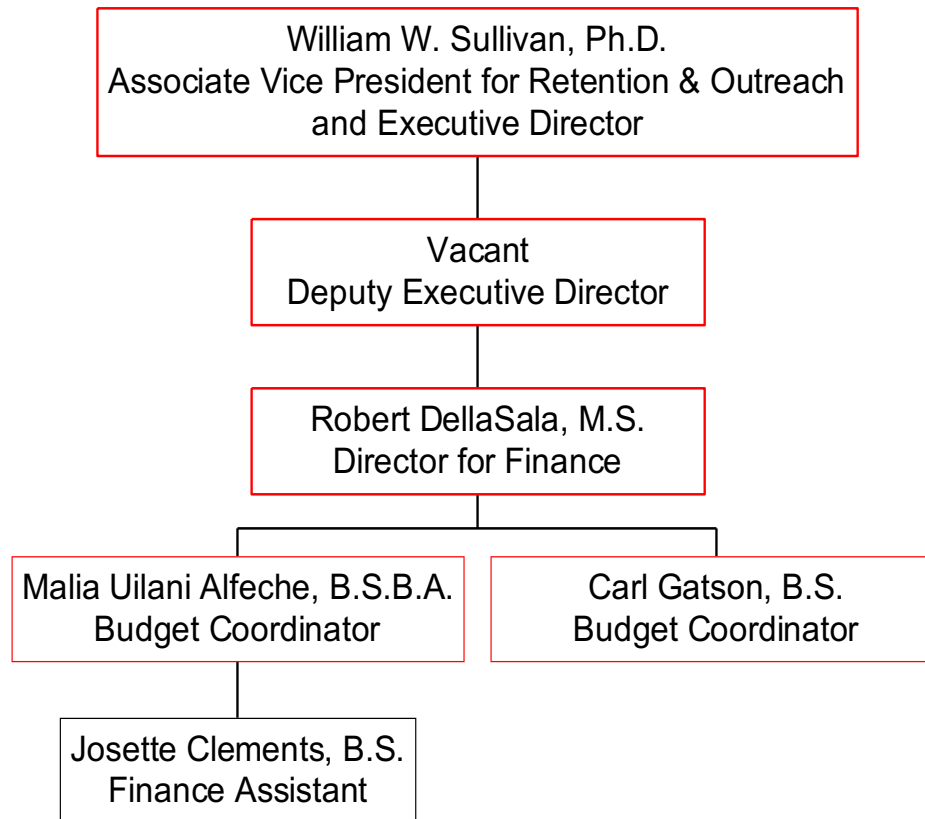 William W. Sullivan, Ph.D.
Associate Vice President for Retention & Outreach
and Executive Director
Vacant
Deputy Executive Director
Robert DellaSala, M.S.
Director for Finance
Malia Uilani Alfeche, B.S.B.A.
Budget Coordinator
Carl Gatson, B.S.
Budget Coordinator
Josette Clements, B.S.
Finance Assistant